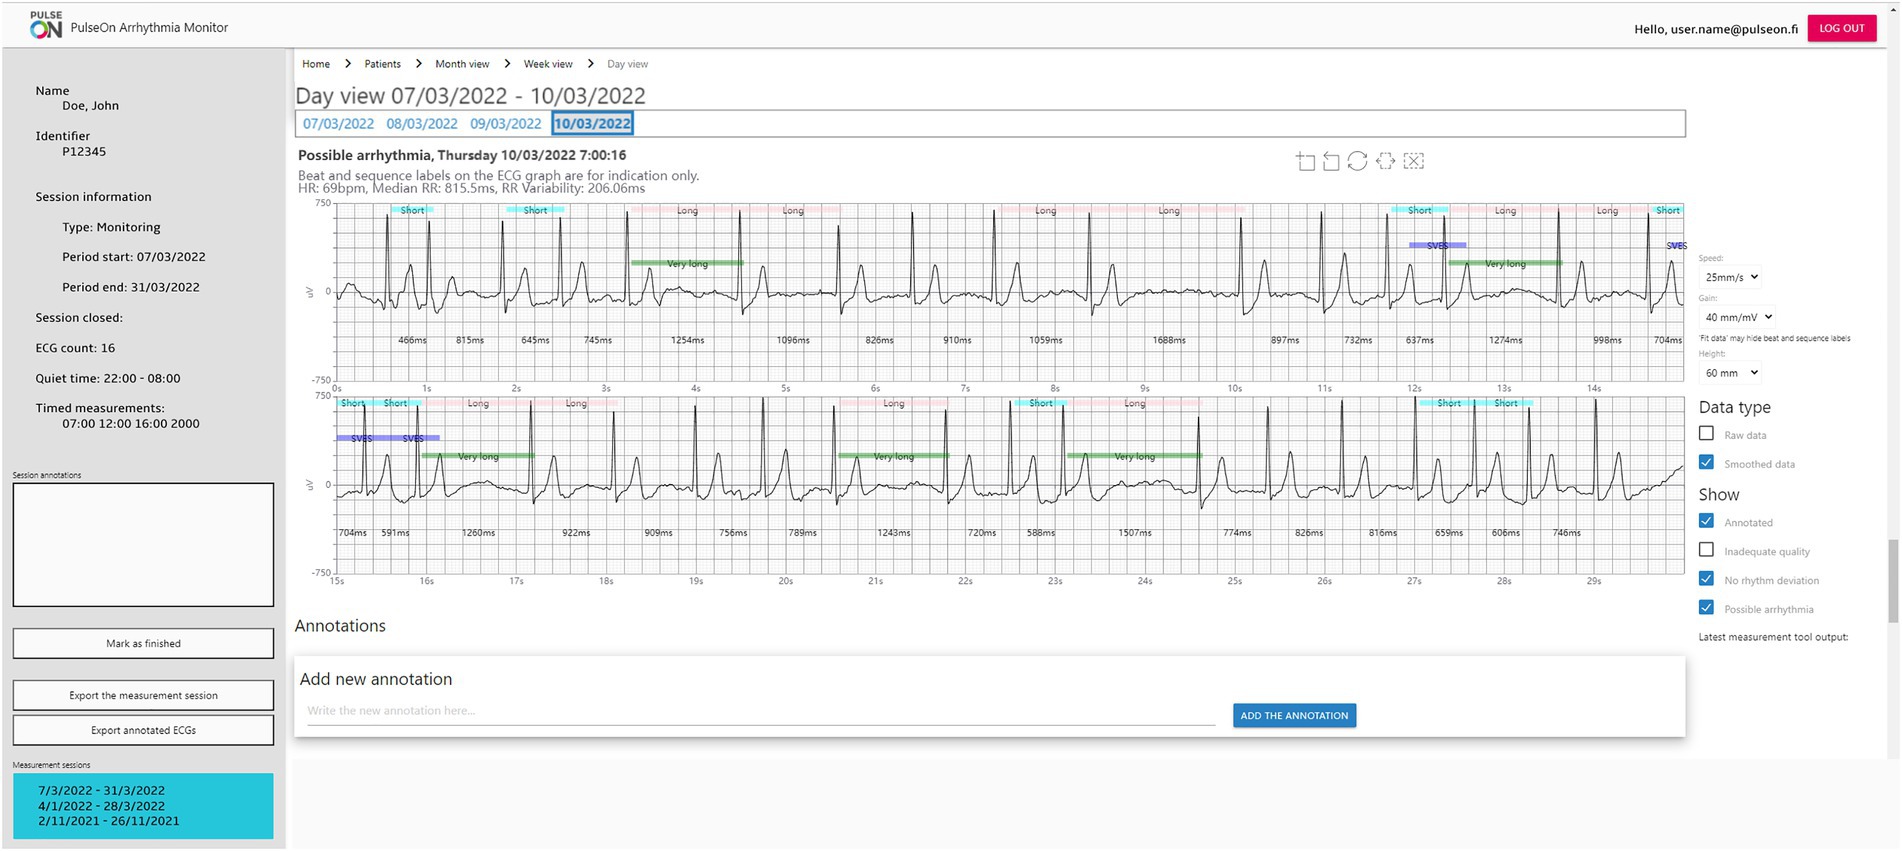 PULSE
ON
PulseOn Arrhythmia Monitor
Hello, user.name@pulseon.fi
LOG OUT
Name
Doe, John
Identifier
P12345
Session information
Type: Monitoring
Period start: 07/03/2022
Period end: 31/03/2022
Session closed:
ECG count: 16
Quiet time: 22:00 - 08:00
Timed measurements:
07:00 12:00 16:00 2000
Session annotations
Mark as finished
Export the measurement session
Export annotated ECGs
Measurement sessions
7/3/2022 - 31/3/2022
4/1/2022 - 28/3/2022
2/11/2021 - 26/11/2021
Home > Patients > Month view > Week view > Day view
Day view 07/03/2022 - 10/03/2022
07/03/2022 08/03/2022 09/03/2022 10/03/2022
Possible arrhythmia, Thursday 10/03/2022 7:00:16
Beat and sequence labels on the ECG graph are for indication only.
HR: 69bpm, Median RR: 815.5ms, RR Variability: 206.06ms
750
Short Short Long Long Long Long Short Long Long Short
SVES SVES
Very long Very long
uV
0
466ms 815ms 645ms 745ms 1254ms 1096ms 826ms 910ms 1059ms 1688ms 897ms 732ms 637ms 1274ms 998ms 704ms
-750
0s 1s 2s 3s 4s 5s 6s 7s 8s 9s 10s 11s 12s 13s 14s
750
Short Short Long Long Long Short Long Short Short
SVES SVES
Very long Very long Very long
uV
0
704ms 591ms 1260ms 922ms 909ms 756ms 789ms 1243ms 720ms 588ms 1507ms 774ms 826ms 816ms 659ms 606ms 746ms
-750
15s 16s 17s 18s 19s 20s 21s 22s 23s 24s 25s 26s 27s 28s 29s
Annotations
Add new annotation
Write the new annotation here...
ADD THE ANNOTATION
Speed:
25mm/s
Gain:
40 mm/mV
'Fit data' may hide beat and sequence labels
Height:
60 mm
Data type
Raw data
Smoothed data
Show
Annotated
Inadequate quality
No rhythm deviation
Possible arrhythmia
Latest measurement tool output: